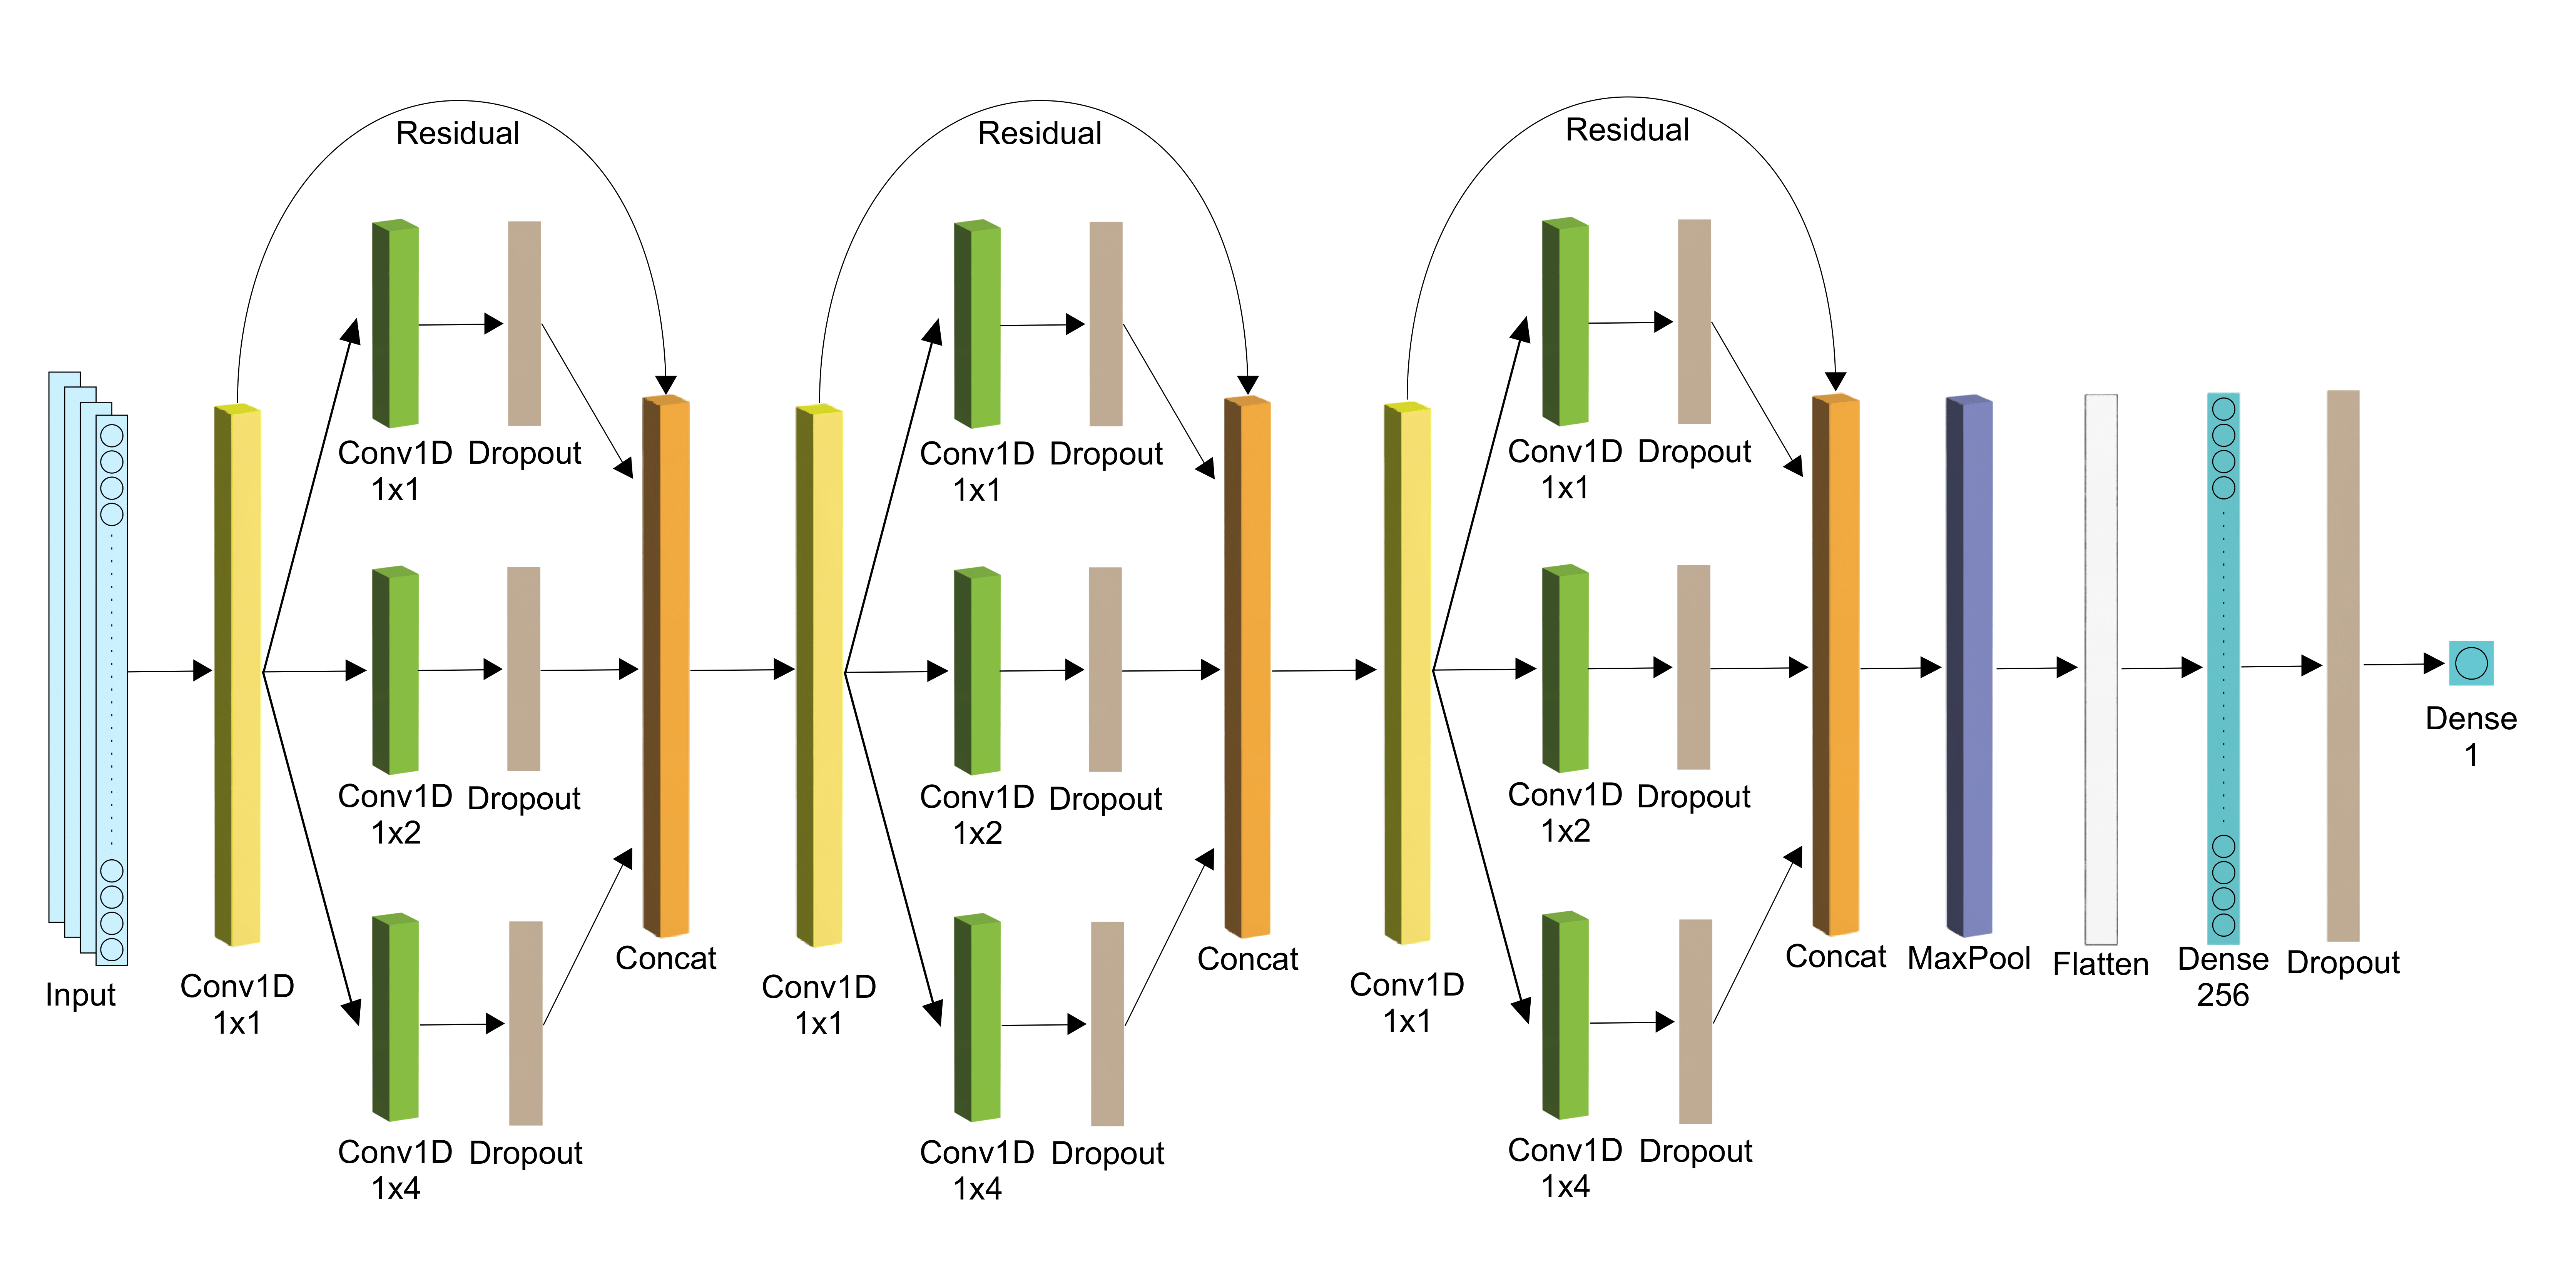 Residual
Residual
Residual
Conv1D
1x1
Dropout
Conv1D
1x1
Dropout
Conv1D
1x1
Dropout
Conv1D
1x2
Dropout
Conv1D
1x2
Dropout
Conv1D
1x2
Dropout
Input
Conv1D
1x1
Concat
Conv1D
1x1
Concat
Conv1D
1x1
Concat
MaxPool
Flatten
Dense
256
Dropout
Dense
1
Conv1D
1x4
Dropout
Conv1D
1x4
Dropout
Conv1D
1x4
Dropout